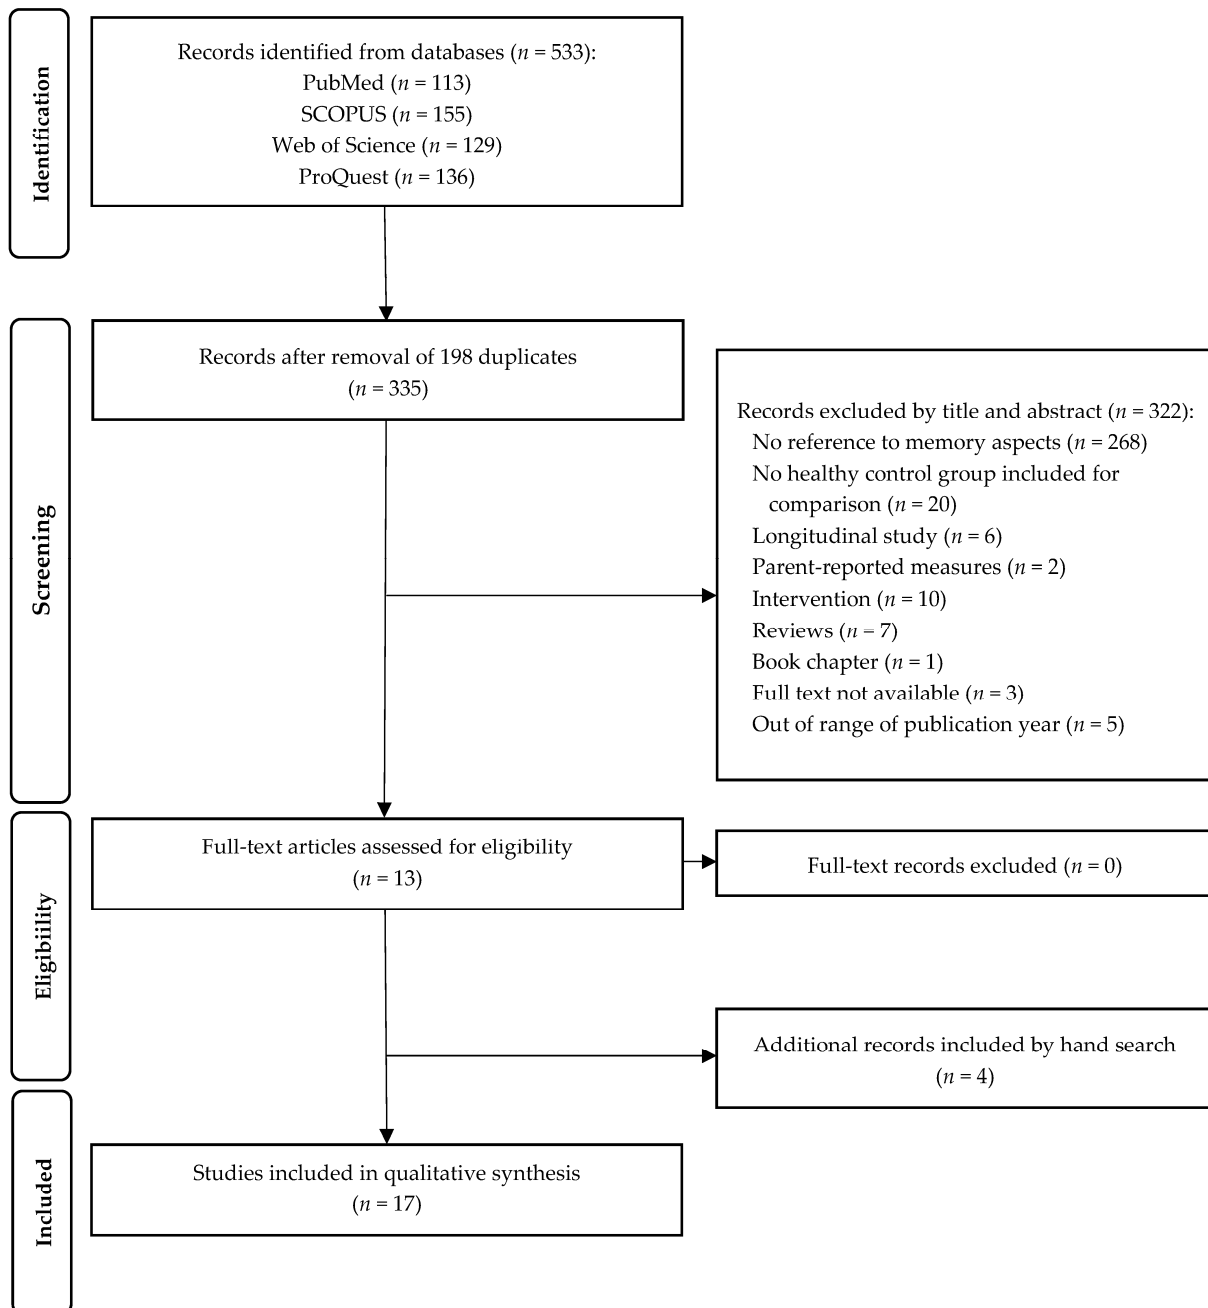 Identification
Records identified from databases (n = 533):
PubMed (n = 113)
SCOPUS (n = 155)
Web of Science (n = 129)
ProQuest (n = 136)
Screening
Records after removal of 198 duplicates
(n = 335)
Records excluded by title and abstract (n = 322):
No reference to memory aspects (n = 268)
No healthy control group included for
comparison (n = 20)
Longitudinal study (n = 6)
Parent-reported measures (n = 2)
Intervention (n = 10)
Reviews (n = 7)
Book chapter (n = 1)
Full text not available (n = 3)
Out of range of publication year (n = 5)
Eligibiility
Full-text articles assessed for eligibility
(n = 13)
Full-text records excluded (n = 0)
Additional records included by hand search
(n = 4)
Included
Studies included in qualitative synthesis
(n = 17)